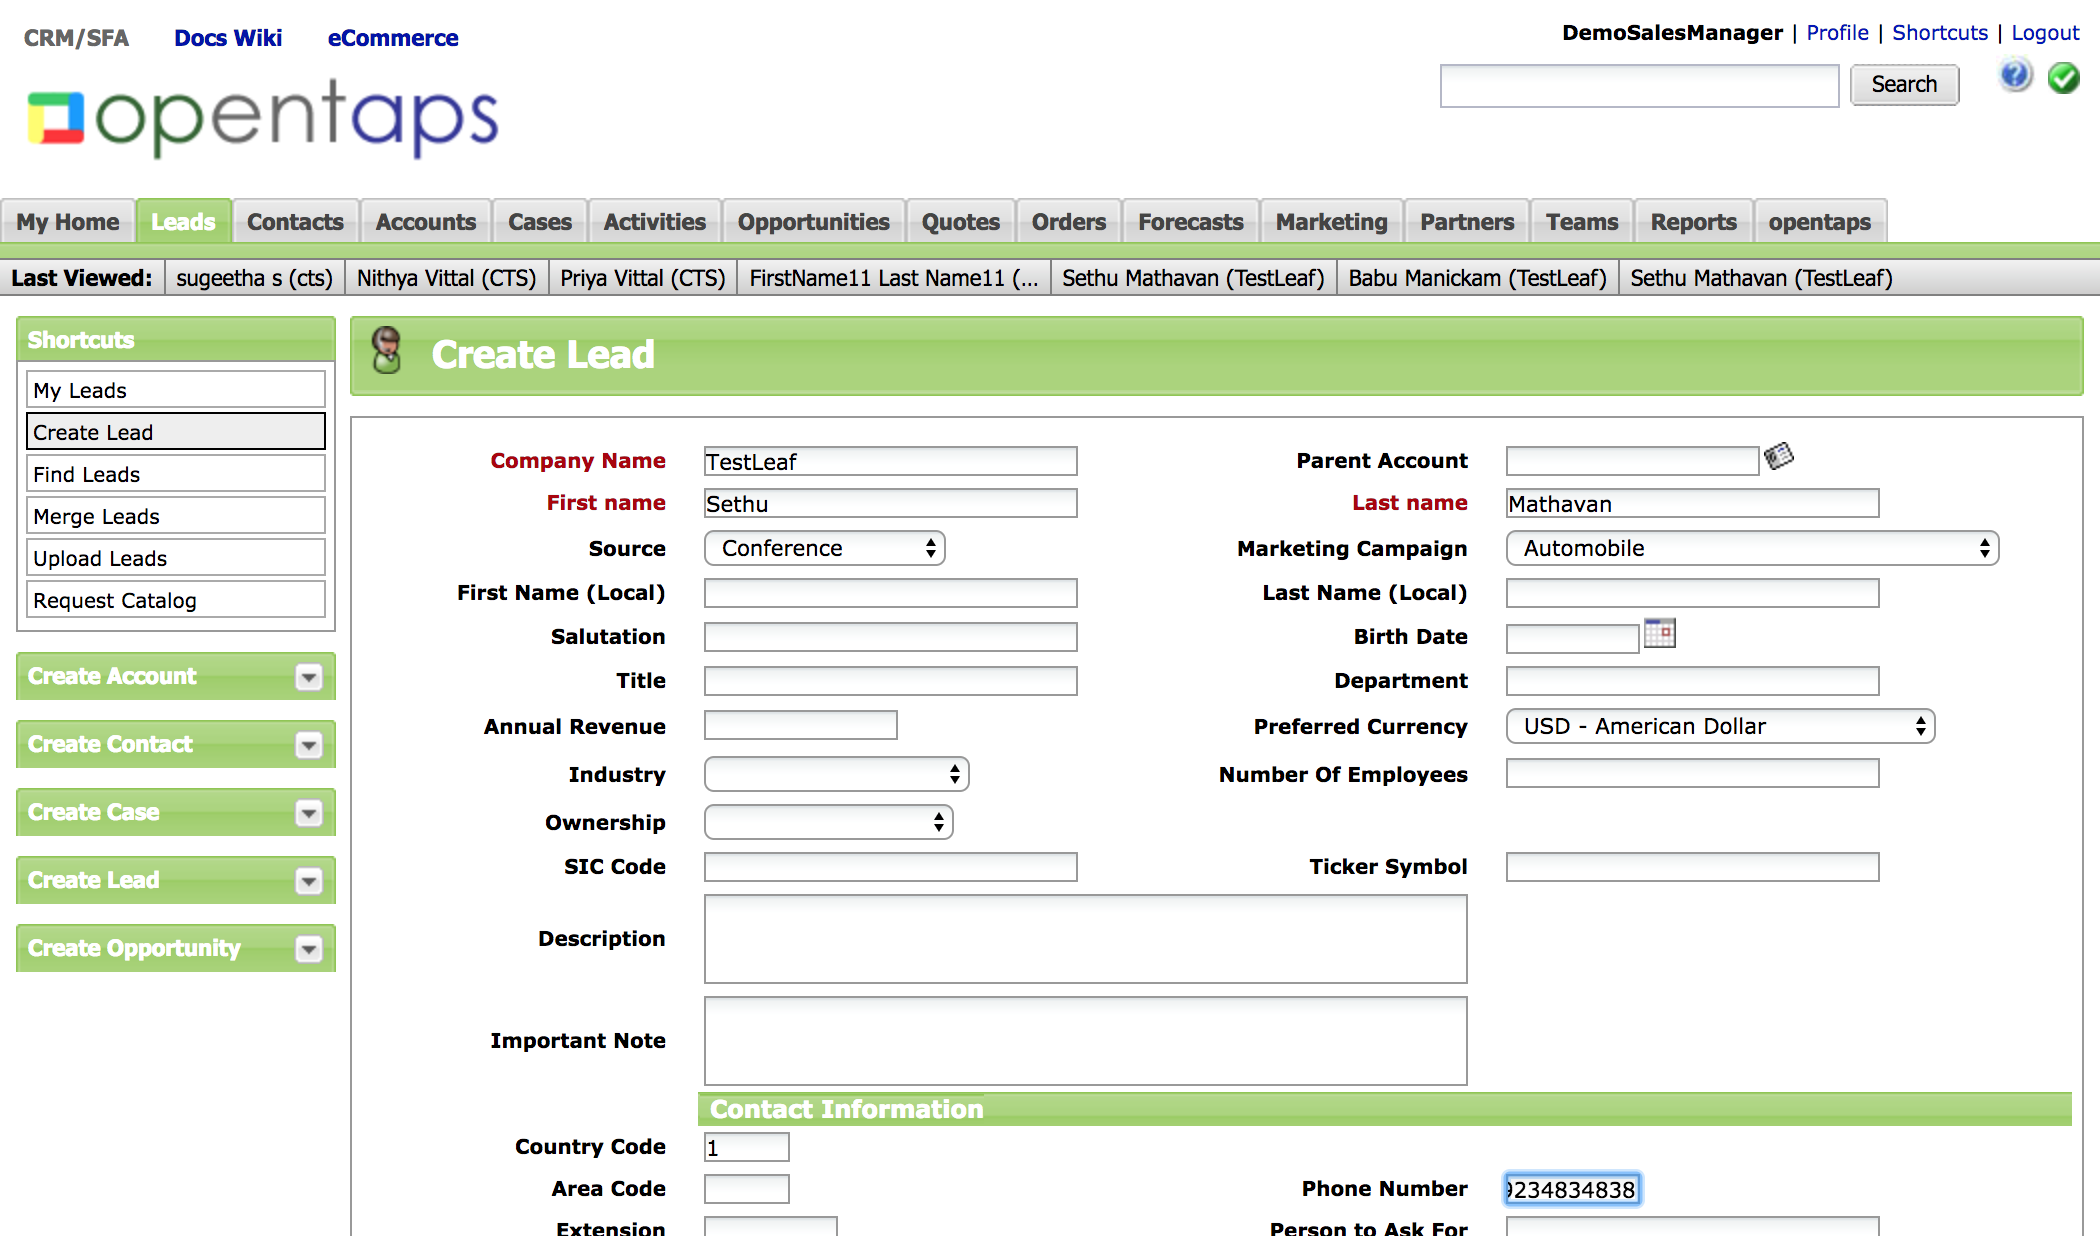 CRM/SFA Docs Wiki eCommerce
DemoSalesManager | Profile | Shortcuts | Logout
opentaps
Search
My Home Leads Contacts Accounts Cases Activities Opportunities Quotes Orders Forecasts Marketing Partners Teams Reports opentaps
Last Viewed: sugeetha s (cts) Nithya Vittal (CTS) Priya Vittal (CTS) FirstName11 Last Name11 (... Sethu Mathavan (TestLeaf) Babu Manickam (TestLeaf) Sethu Mathavan (TestLeaf)
Shortcuts
My Leads
Create Lead
Find Leads
Merge Leads
Upload Leads
Request Catalog
Create Account
Create Contact
Create Case
Create Lead
Create Opportunity
Create Lead
Company Name TestLeaf Parent Account
First name Sethu Last name Mathavan
Source Conference Marketing Campaign Automobile
First Name (Local) Last Name (Local)
Salutation Birth Date
Title Department
Annual Revenue Preferred Currency USD - American Dollar
Industry Number Of Employees
Ownership
SIC Code Ticker Symbol
Description
Important Note
Contact Information
Country Code 1
Area Code Phone Number 9234834838
Extension Person to Ask For